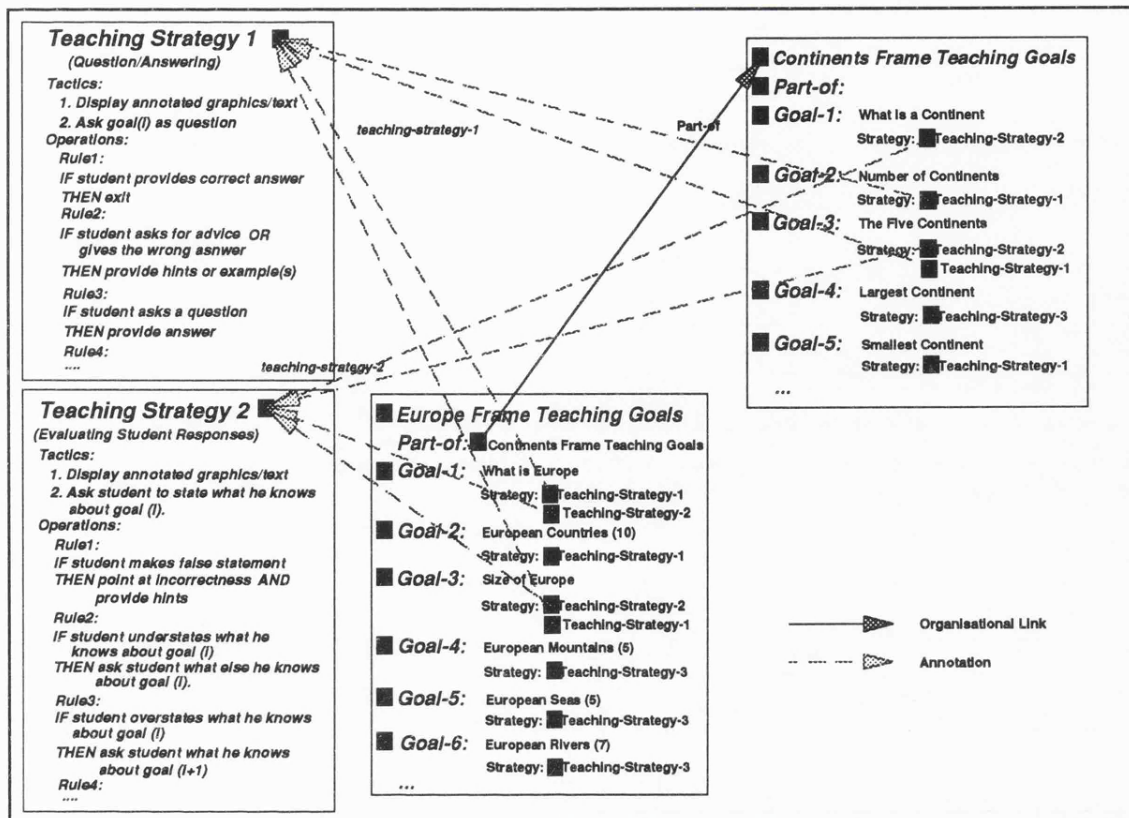 Teaching Strategy 1
(Question/Answering)
Tactics:
1. Display annotated graphics/text
2. Ask goal(i) as question
Operations:
Rule1:
IF student provides correct answer
THEN exit
Rule2:
IF student asks for advice OR
gives the wrong asnwer
THEN provide hints or example(s)
Rule3:
IF student asks a question
THEN provide answer
Rule4:
....
teaching-strategy-1
teaching-strategy-2
Part-of
Continents Frame Teaching Goals
Part-of:
Goal-1: What is a Continent
Strategy: Teaching-Strategy-2
Goal-2: Number of Continents
Strategy: Teaching-Strategy-1
Goal-3: The Five Continents
Strategy: Teaching-Strategy-2
Teaching-Strategy-1
Goal-4: Largest Continent
Strategy: Teaching-Strategy-3
Goal-5: Smallest Continent
Strategy: Teaching-Strategy-1
...
Teaching Strategy 2
(Evaluating Student Responses)
Tactics:
1. Display annotated graphics/text
2. Ask student to state what he knows
about goal (i).
Operations:
Rule1:
IF student makes false statement
THEN point at incorrectness AND
provide hints
Rule2:
IF student understates what he
knows about goal (i)
THEN ask student what else he knows
about goal (i).
Rule3:
IF student overstates what he knows
about goal (i)
THEN ask student what he knows
about goal (i+1)
Rule4:
....
Europe Frame Teaching Goals
Part-of: Continents Frame Teaching Goals
Goal-1: What is Europe
Strategy: Teaching-Strategy-1
Teaching-Strategy-2
Goal-2: European Countries (10)
Strategy: Teaching-Strategy-1
Goal-3: Size of Europe
Strategy: Teaching-Strategy-2
Teaching-Strategy-1
Goal-4: European Mountains (5)
Strategy: Teaching-Strategy-3
Goal-5: European Seas (5)
Strategy: Teaching-Strategy-3
Goal-6: European Rivers (7)
Strategy: Teaching-Strategy-3
...
Organisational Link
Annotation